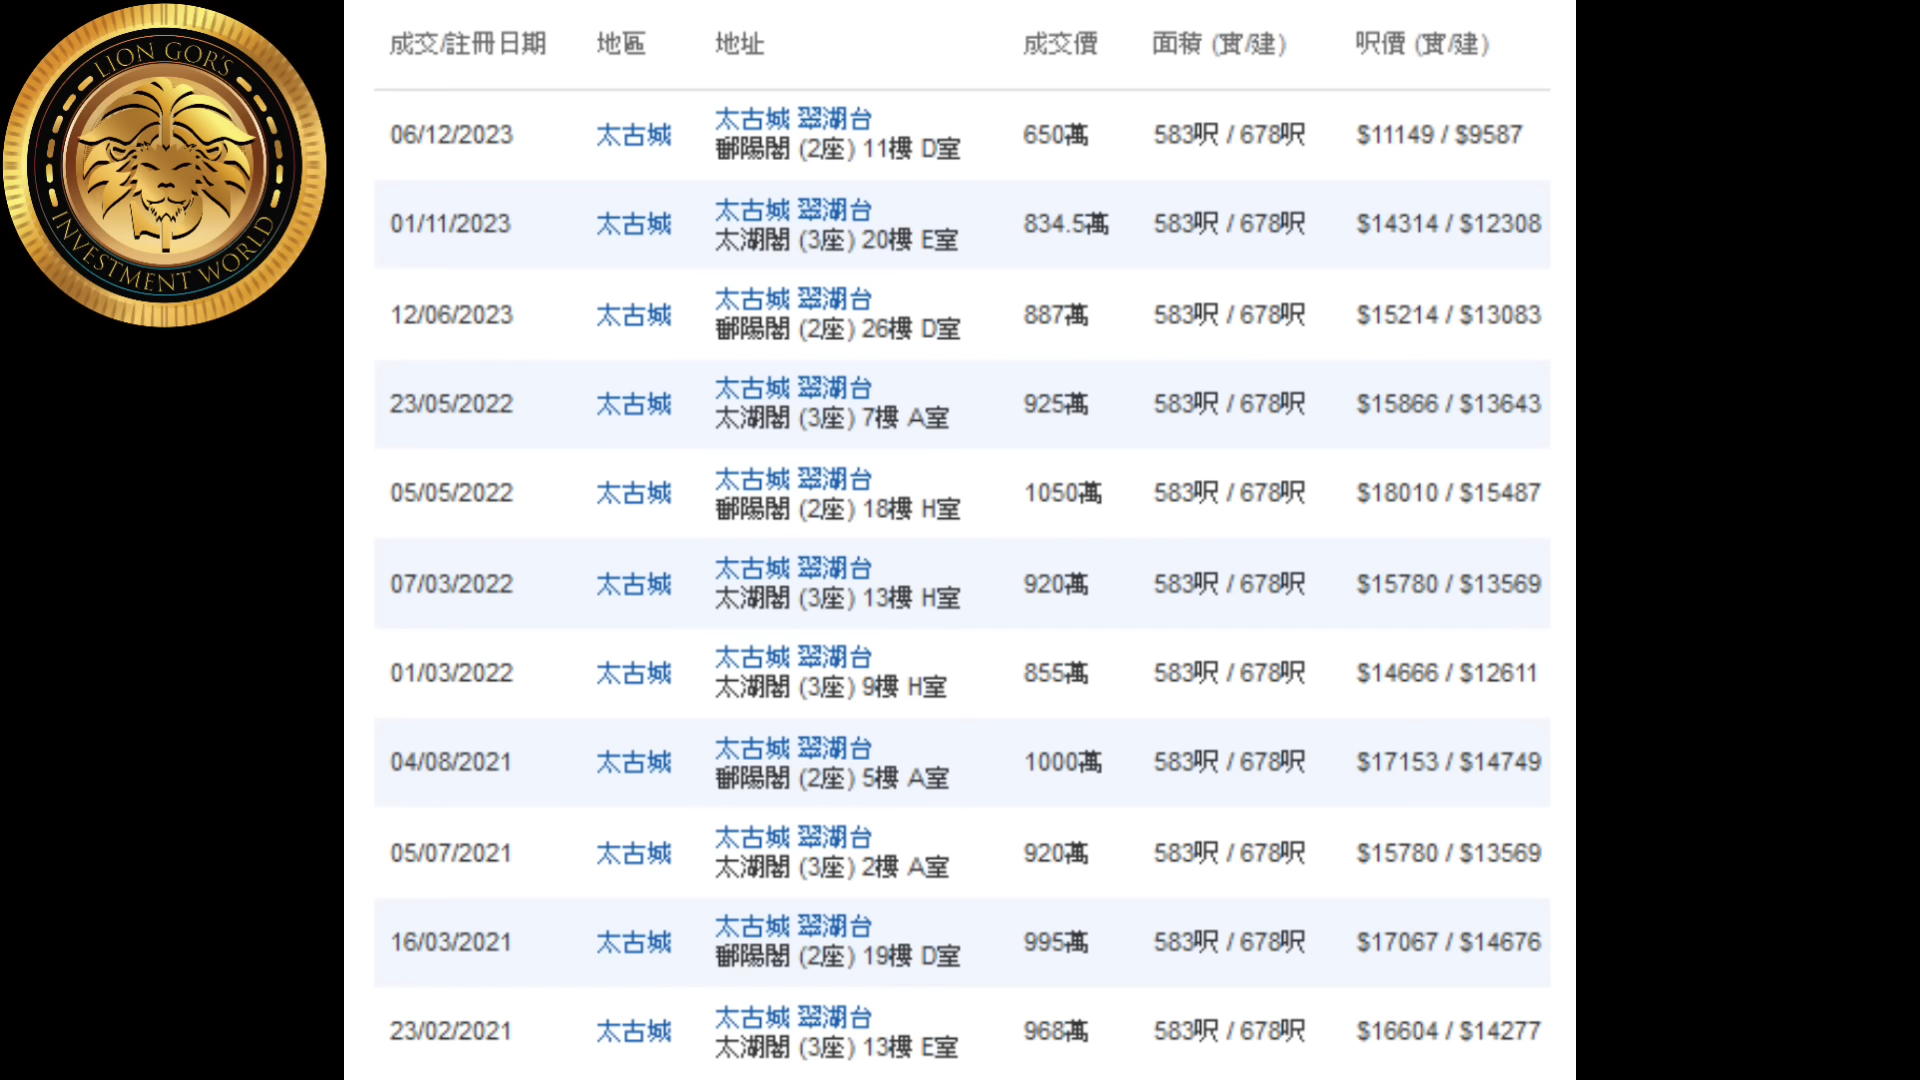 LION GOR'S
INVESTMENT WORLD
成交/註冊日期 地區 地址 成交價 面積 (實/建) 呎價 (實/建)
06/12/2023 太古城 太古城 翠湖台 650萬 583呎 / 678呎 $11149 / $9587
鄱陽閣 (2座) 11樓 D室
01/11/2023 太古城 太古城 翠湖台 834.5萬 583呎 / 678呎 $14314 / $12308
太湖閣 (3座) 20樓 E室
12/06/2023 太古城 太古城 翠湖台 887萬 583呎 / 678呎 $15214 / $13083
鄱陽閣 (2座) 26樓 D室
23/05/2022 太古城 太古城 翠湖台 925萬 583呎 / 678呎 $15866 / $13643
太湖閣 (3座) 7樓 A室
05/05/2022 太古城 太古城 翠湖台 1050萬 583呎 / 678呎 $18010 / $15487
鄱陽閣 (2座) 18樓 H室
07/03/2022 太古城 太古城 翠湖台 920萬 583呎 / 678呎 $15780 / $13569
太湖閣 (3座) 13樓 H室
01/03/2022 太古城 太古城 翠湖台 855萬 583呎 / 678呎 $14666 / $12611
太湖閣 (3座) 9樓 H室
04/08/2021 太古城 太古城 翠湖台 1000萬 583呎 / 678呎 $17153 / $14749
鄱陽閣 (2座) 5樓 A室
05/07/2021 太古城 太古城 翠湖台 920萬 583呎 / 678呎 $15780 / $13569
太湖閣 (3座) 2樓 A室
16/03/2021 太古城 太古城 翠湖台 995萬 583呎 / 678呎 $17067 / $14676
鄱陽閣 (2座) 19樓 D室
23/02/2021 太古城 太古城 翠湖台 968萬 583呎 / 678呎 $16604 / $14277
太湖閣 (3座) 13樓 E室